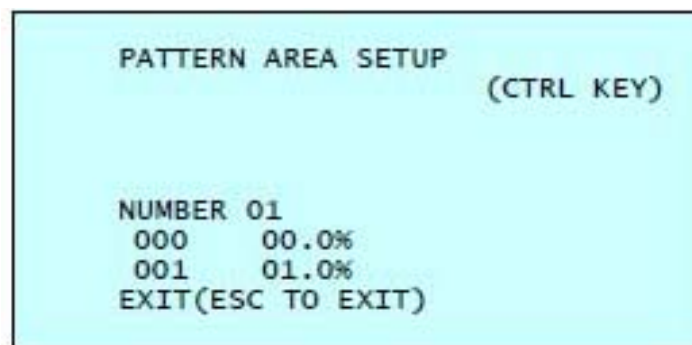 PATTERN AREA SETUP
(CTRL KEY)
NUMBER 01
000 00.0%
001 01.0%
EXIT(ESC TO EXIT)